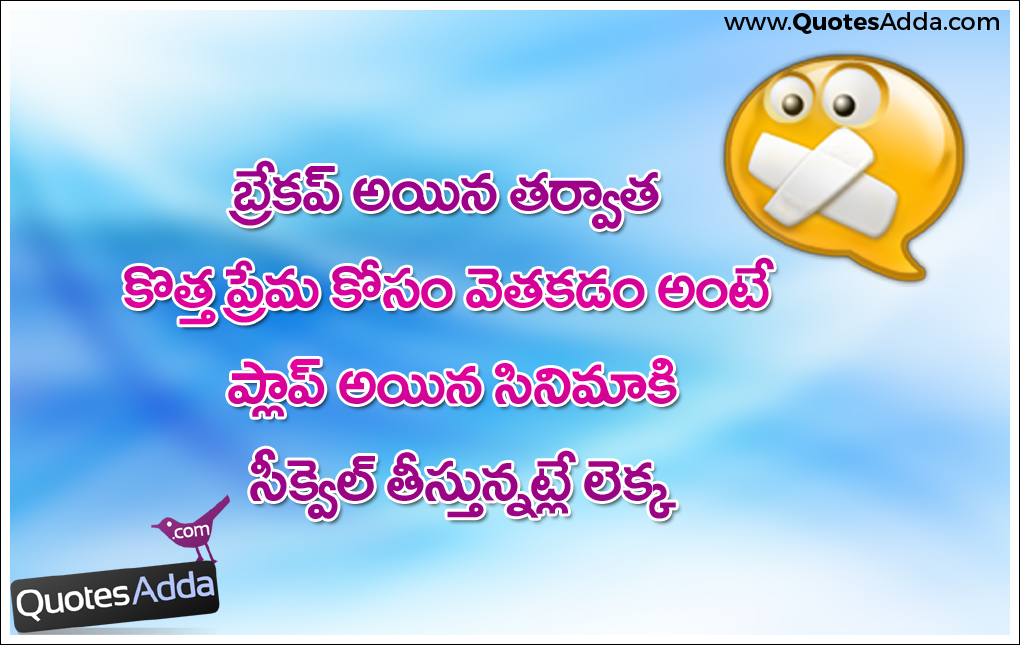 www.QuotesAdda.com
బ్రేకప్ అయిన తర్వాత
కొత్త ప్రేమ కోసం వెతకడం అంటే
ప్లాప్ అయిన సినిమాకి
సీక్వెల్ తీస్తున్నట్లే లెక్క
.com
QuotesAdda